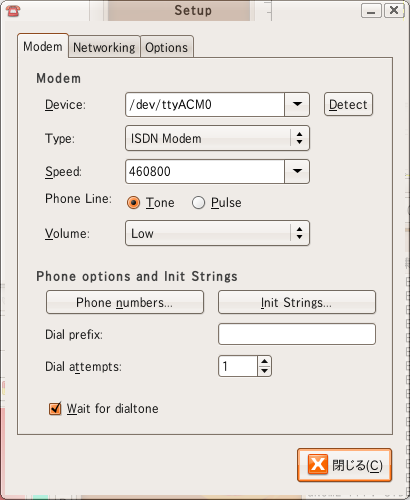 Setup
Modem Networking Options
Modem
Device: /dev/ttyACM0 Detect
Type: ISDN Modem
Speed: 460800
Phone Line: Tone Pulse
Volume: Low
Phone options and Init Strings
Phone numbers... Init Strings...
Dial prefix:
Dial attempts: 1
Wait for dialtone
閉じる(C)